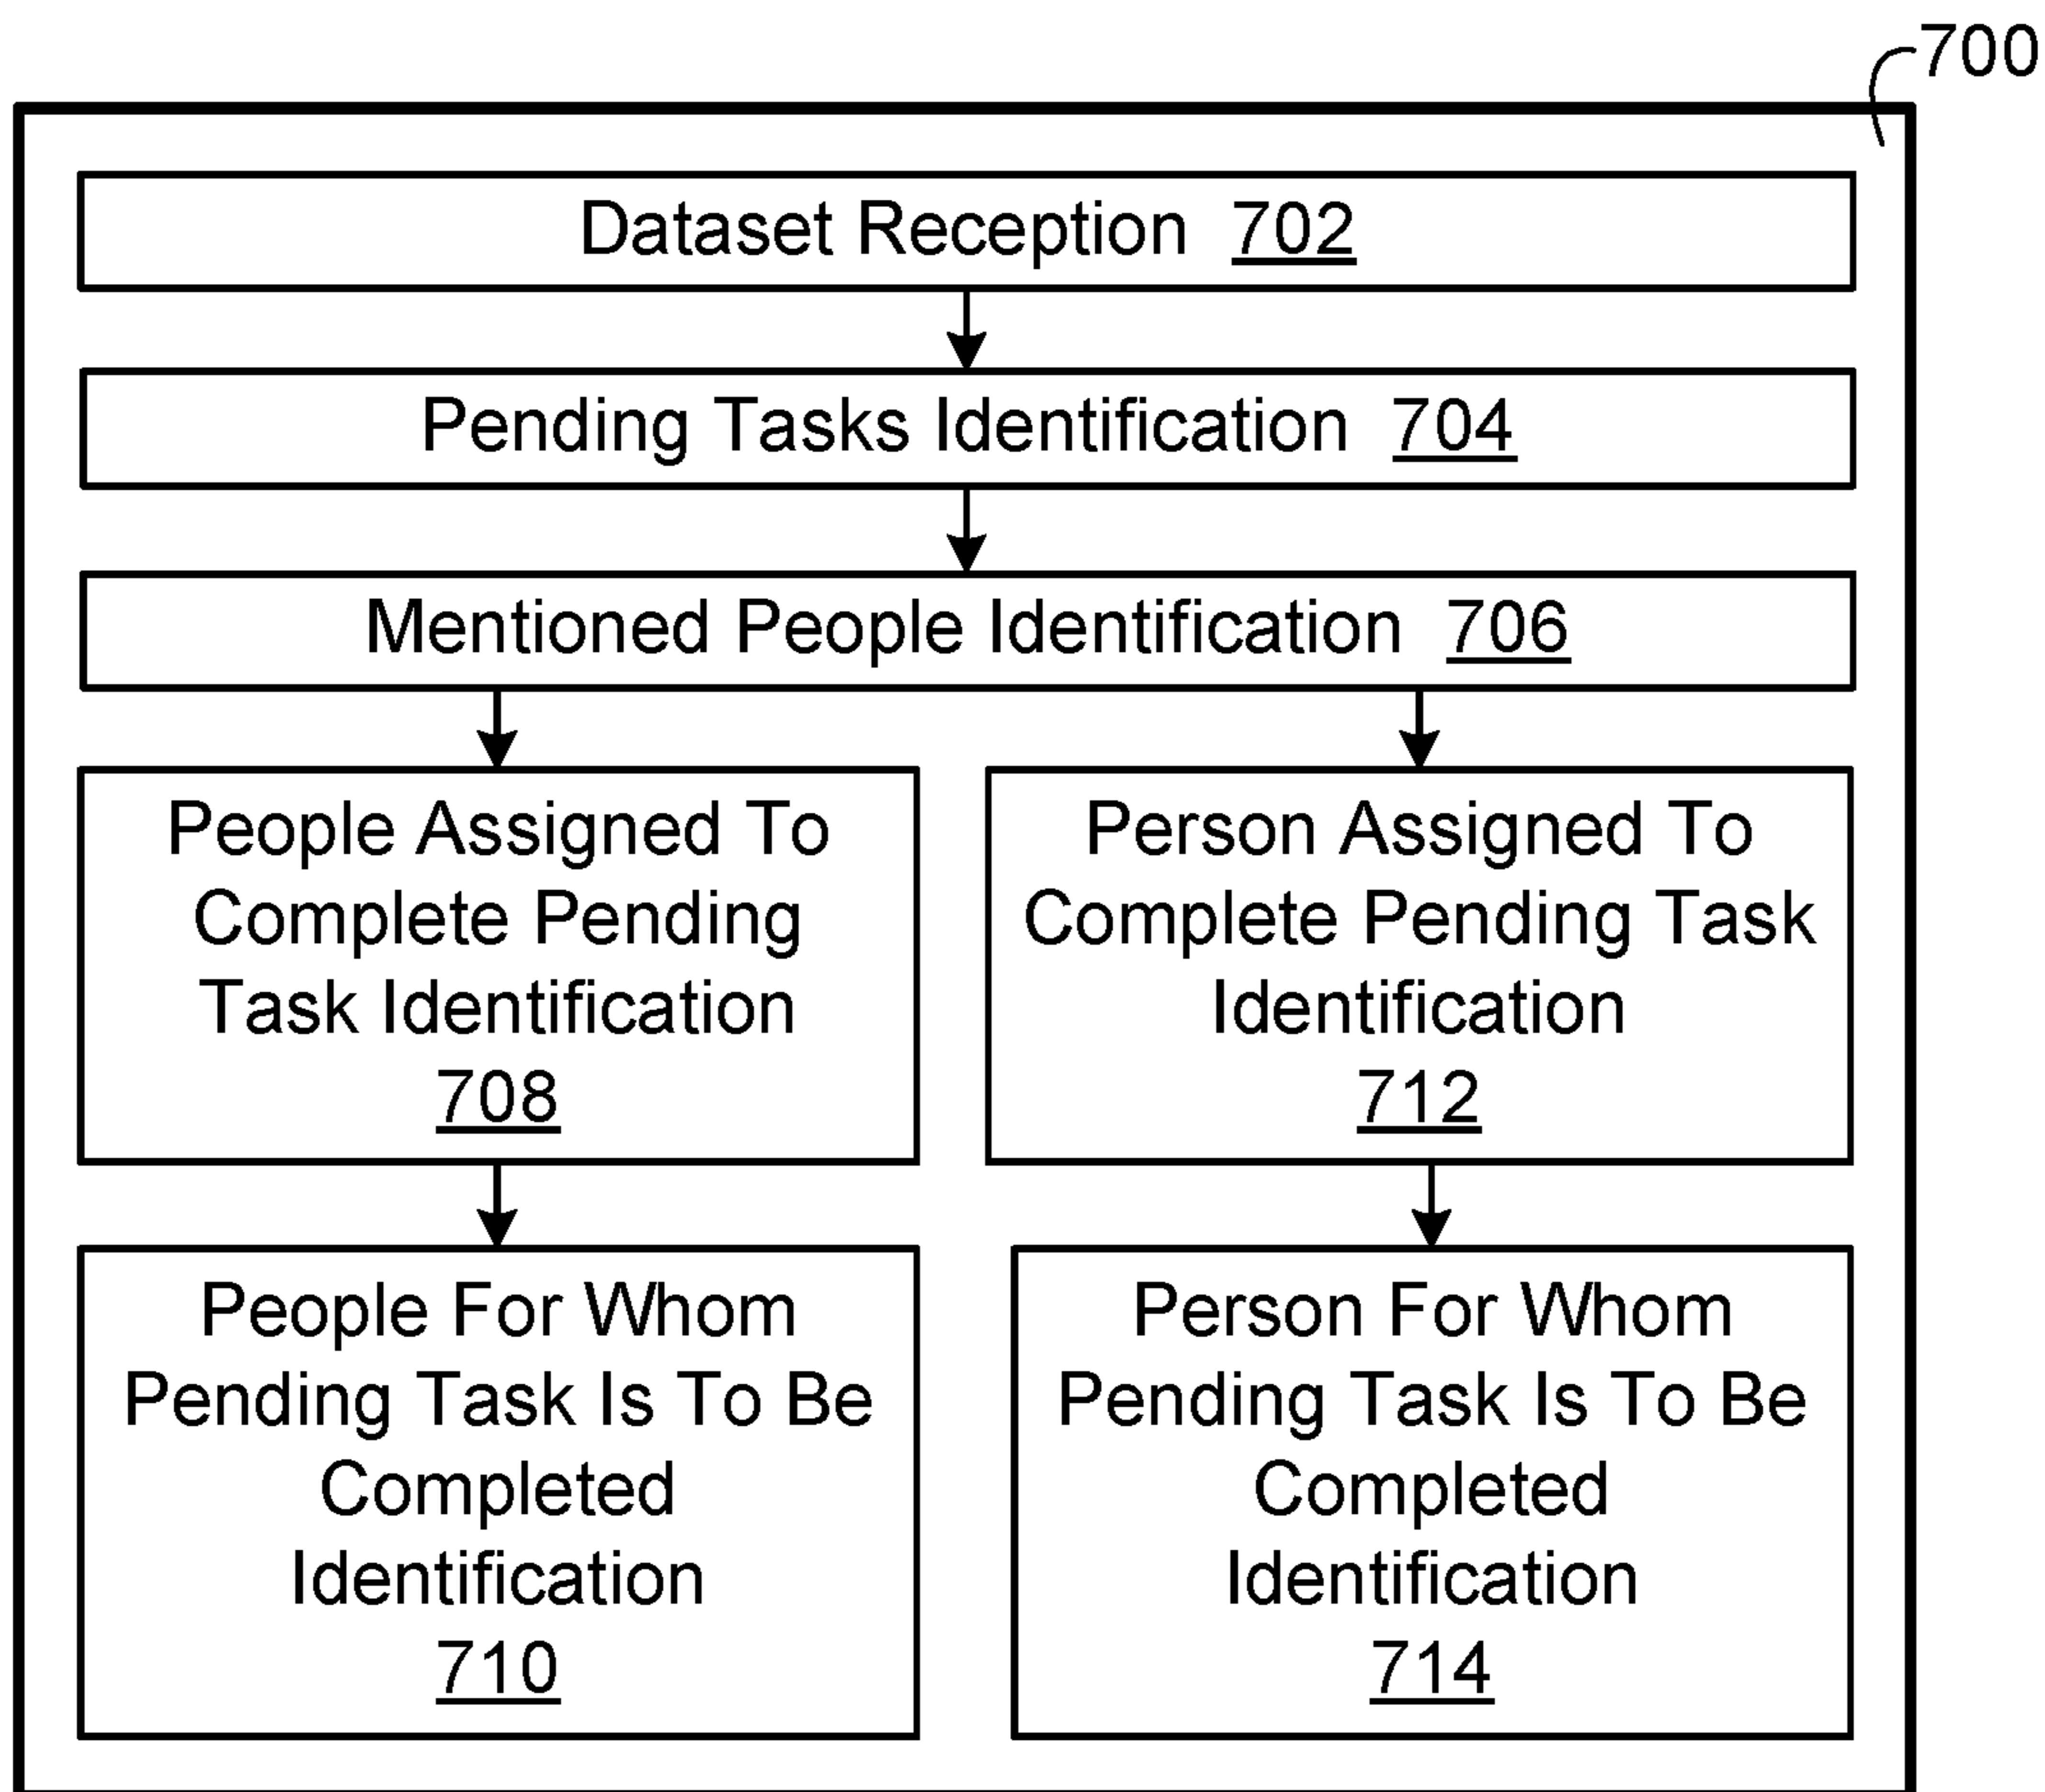 700
Dataset Reception 702
Pending Tasks Identification 704
Mentioned People Identification 706
People Assigned To
Complete Pending
Task Identification
708
Person Assigned To
Complete Pending Task
Identification
712
People For Whom
Pending Task Is To Be
Completed
Identification
710
Person For Whom
Pending Task Is To Be
Completed
Identification
714